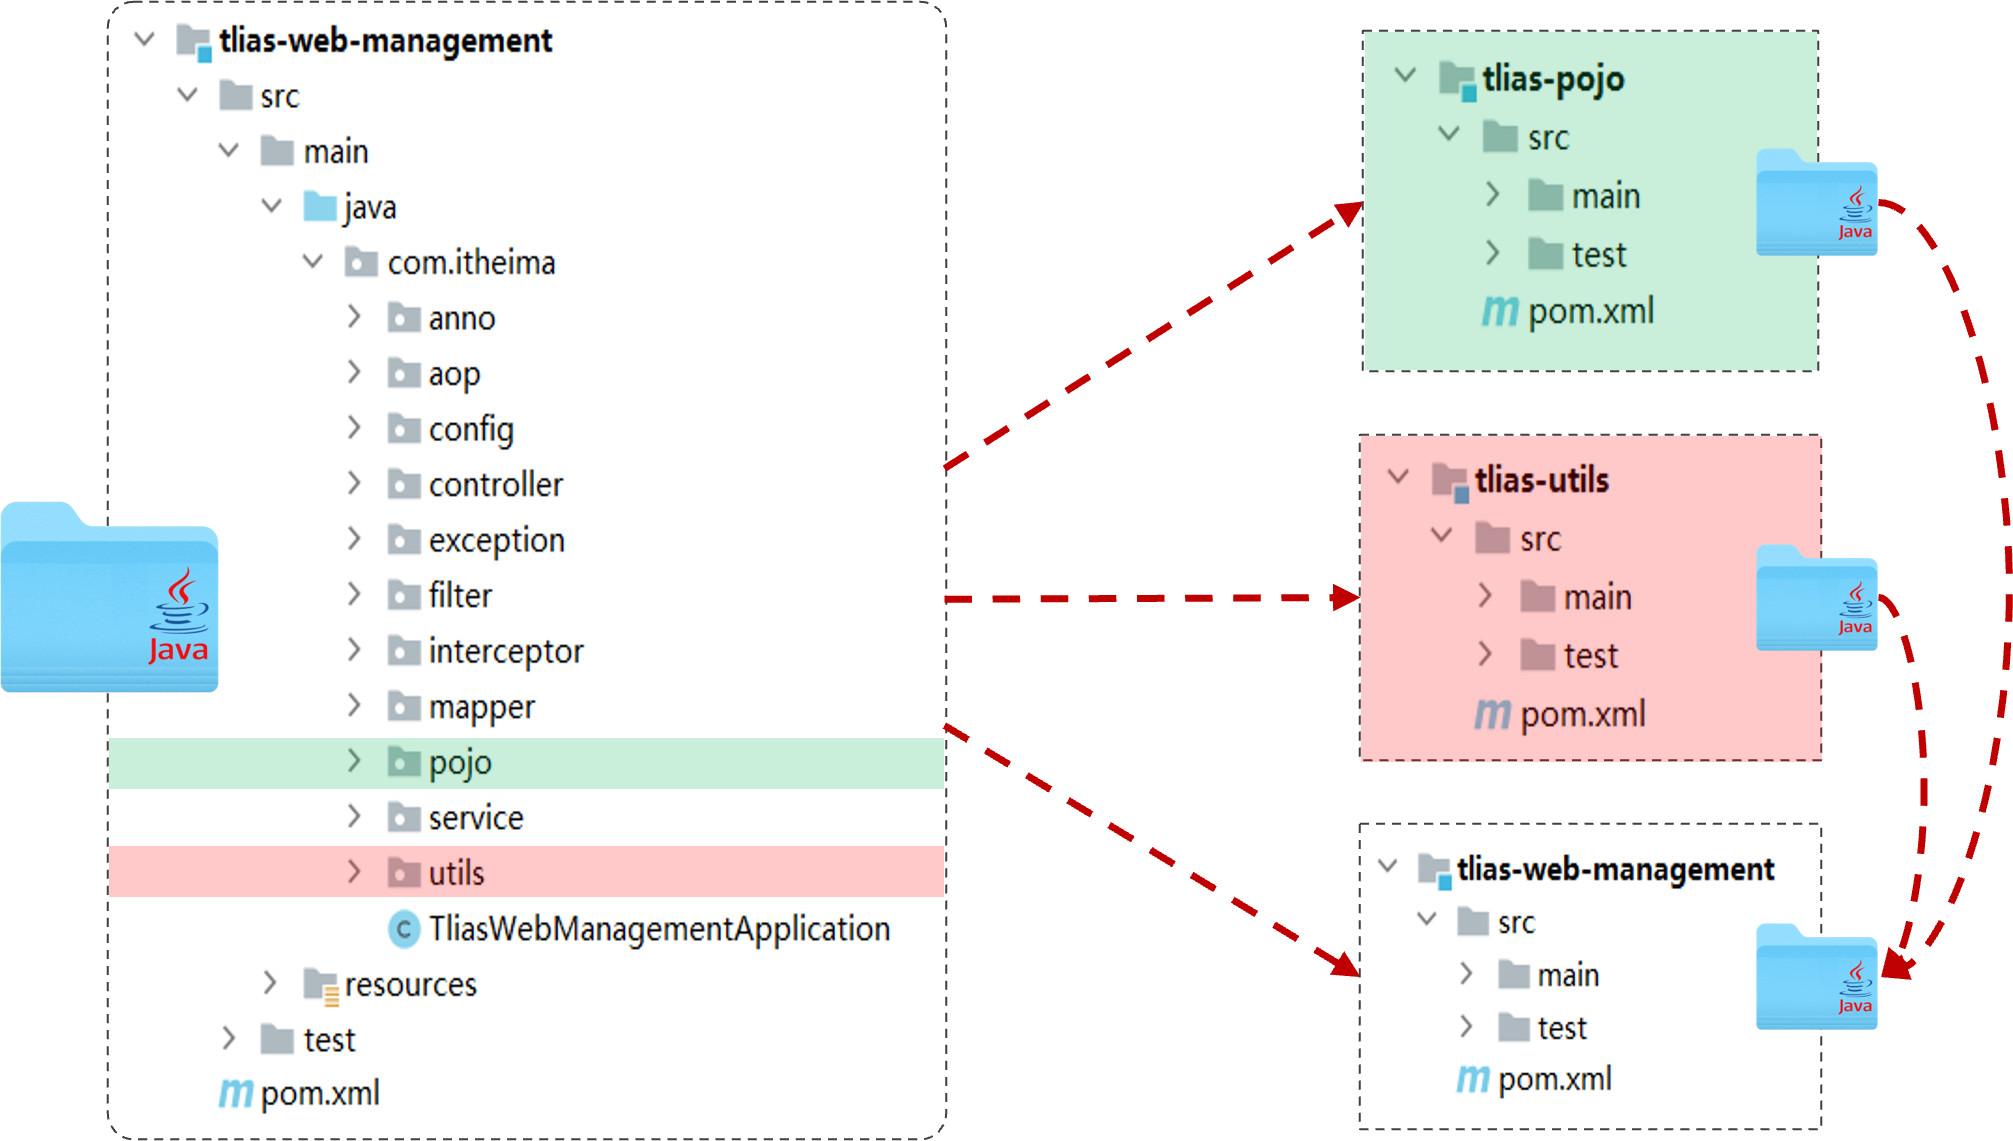 tlias-web-management
src
main
java
com.itheima
anno
aop
config
controller
exception
filter
interceptor
mapper
pojo
service
utils
C TliasWebManagementApplication
resources
test
m pom.xml
Java
tlias-pojo
src
main
test
m pom.xml
Java
tlias-utils
src
main
test
m pom.xml
Java
tlias-web-management
src
main
test
m pom.xml
Java